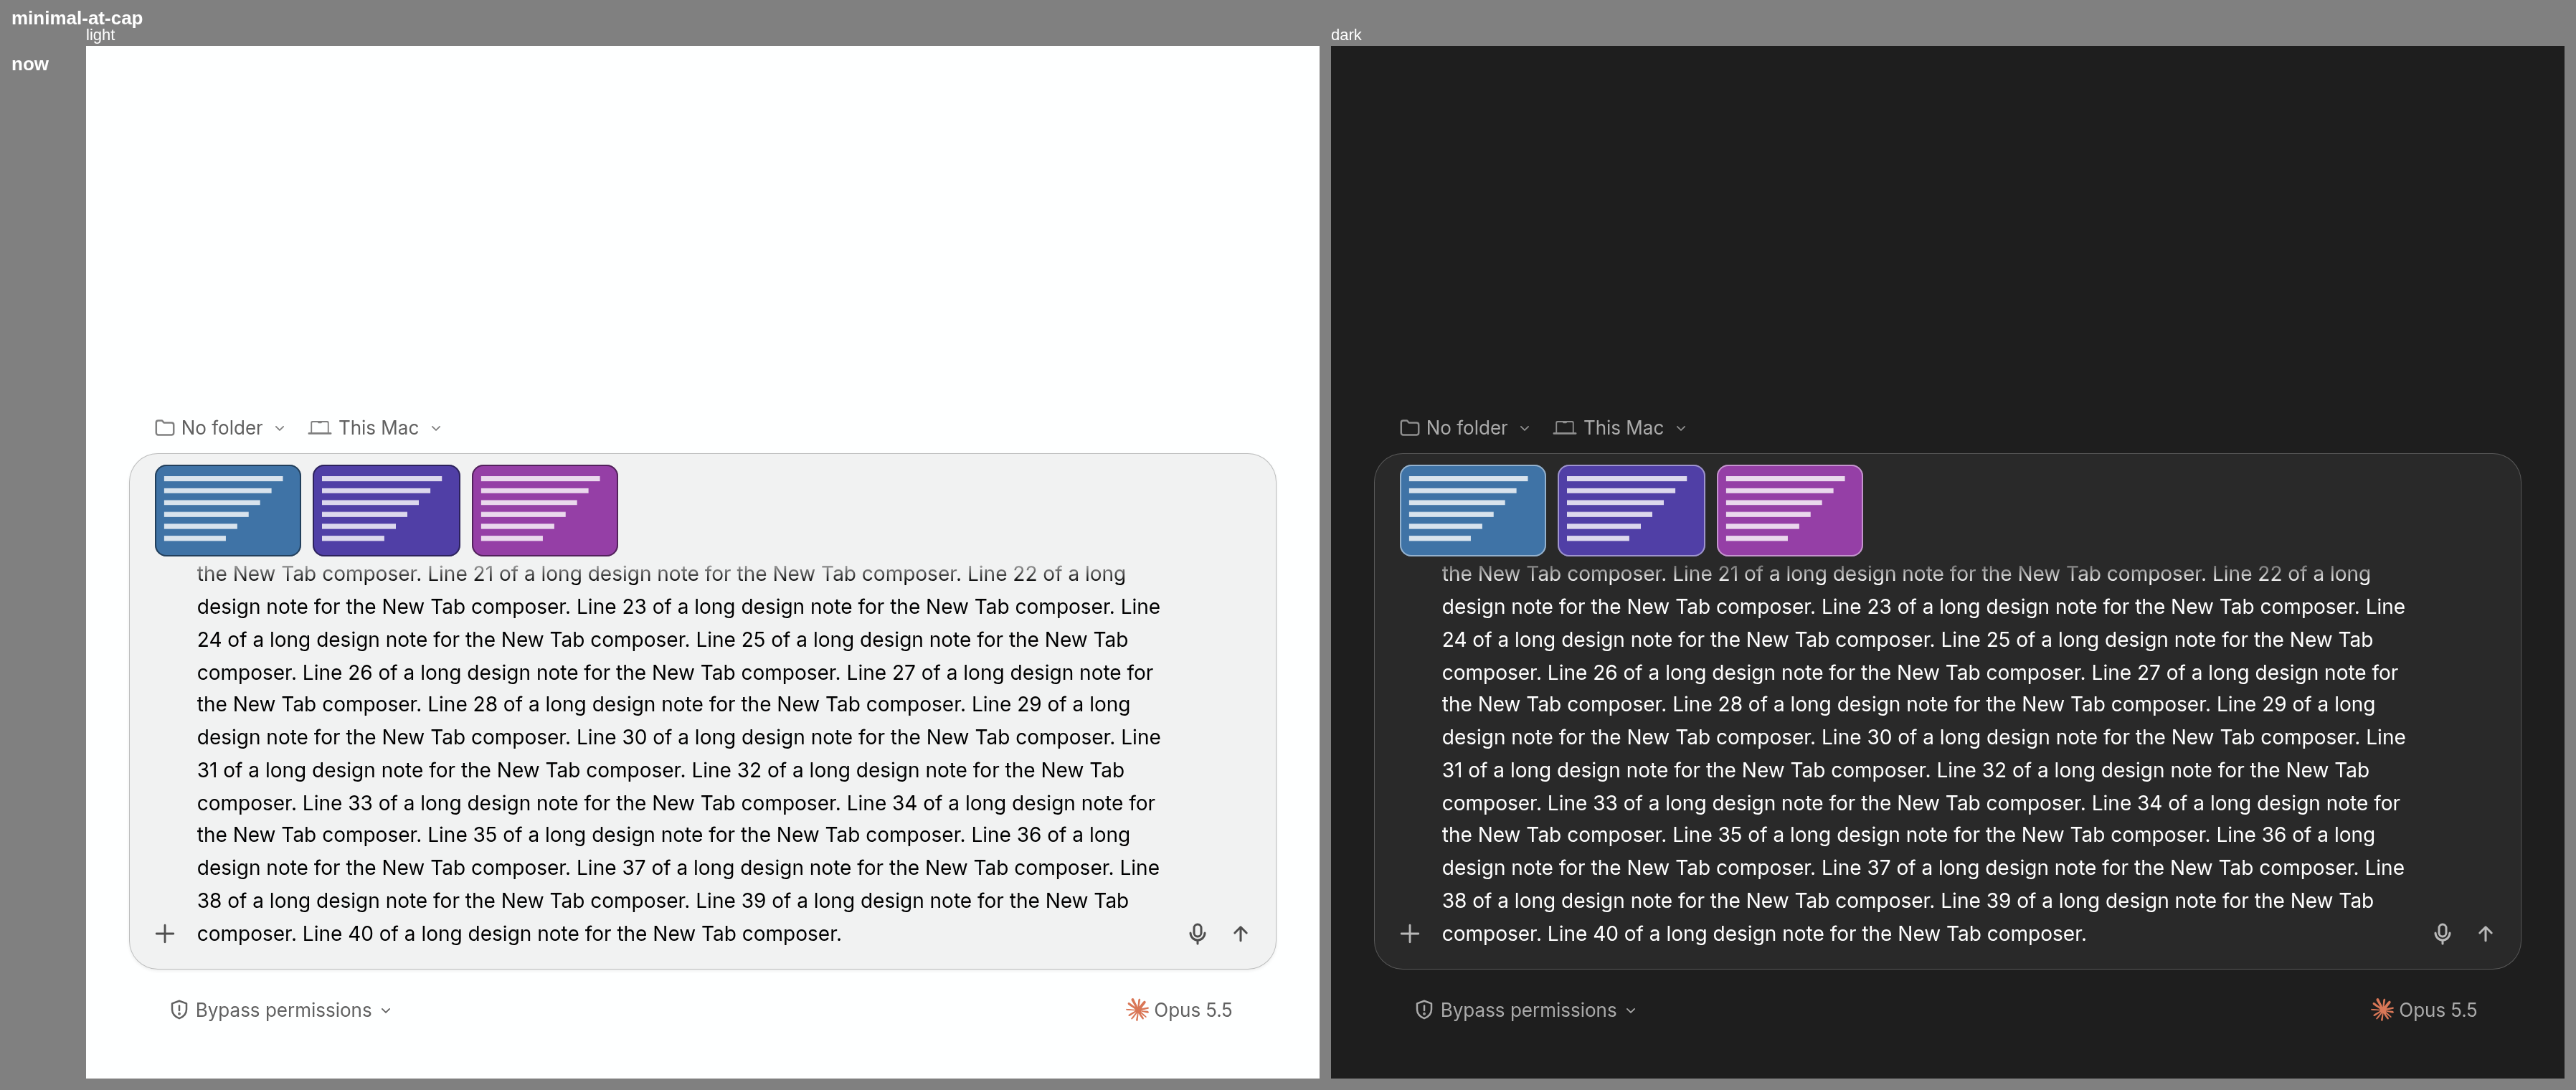 minimal-at-cap
light
dark
now
No folder
This Mac
the New Tab composer. Line 21 of a long design note for the New Tab composer. Line 22 of a long
design note for the New Tab composer. Line 23 of a long design note for the New Tab composer. Line
24 of a long design note for the New Tab composer. Line 25 of a long design note for the New Tab
composer. Line 26 of a long design note for the New Tab composer. Line 27 of a long design note for
the New Tab composer. Line 28 of a long design note for the New Tab composer. Line 29 of a long
design note for the New Tab composer. Line 30 of a long design note for the New Tab composer. Line
31 of a long design note for the New Tab composer. Line 32 of a long design note for the New Tab
composer. Line 33 of a long design note for the New Tab composer. Line 34 of a long design note for
the New Tab composer. Line 35 of a long design note for the New Tab composer. Line 36 of a long
design note for the New Tab composer. Line 37 of a long design note for the New Tab composer. Line
38 of a long design note for the New Tab composer. Line 39 of a long design note for the New Tab
composer. Line 40 of a long design note for the New Tab composer.
Bypass permissions
Opus 5.5
No folder
This Mac
the New Tab composer. Line 21 of a long design note for the New Tab composer. Line 22 of a long
design note for the New Tab composer. Line 23 of a long design note for the New Tab composer. Line
24 of a long design note for the New Tab composer. Line 25 of a long design note for the New Tab
composer. Line 26 of a long design note for the New Tab composer. Line 27 of a long design note for
the New Tab composer. Line 28 of a long design note for the New Tab composer. Line 29 of a long
design note for the New Tab composer. Line 30 of a long design note for the New Tab composer. Line
31 of a long design note for the New Tab composer. Line 32 of a long design note for the New Tab
composer. Line 33 of a long design note for the New Tab composer. Line 34 of a long design note for
the New Tab composer. Line 35 of a long design note for the New Tab composer. Line 36 of a long
design note for the New Tab composer. Line 37 of a long design note for the New Tab composer. Line
38 of a long design note for the New Tab composer. Line 39 of a long design note for the New Tab
composer. Line 40 of a long design note for the New Tab composer.
Bypass permissions
Opus 5.5